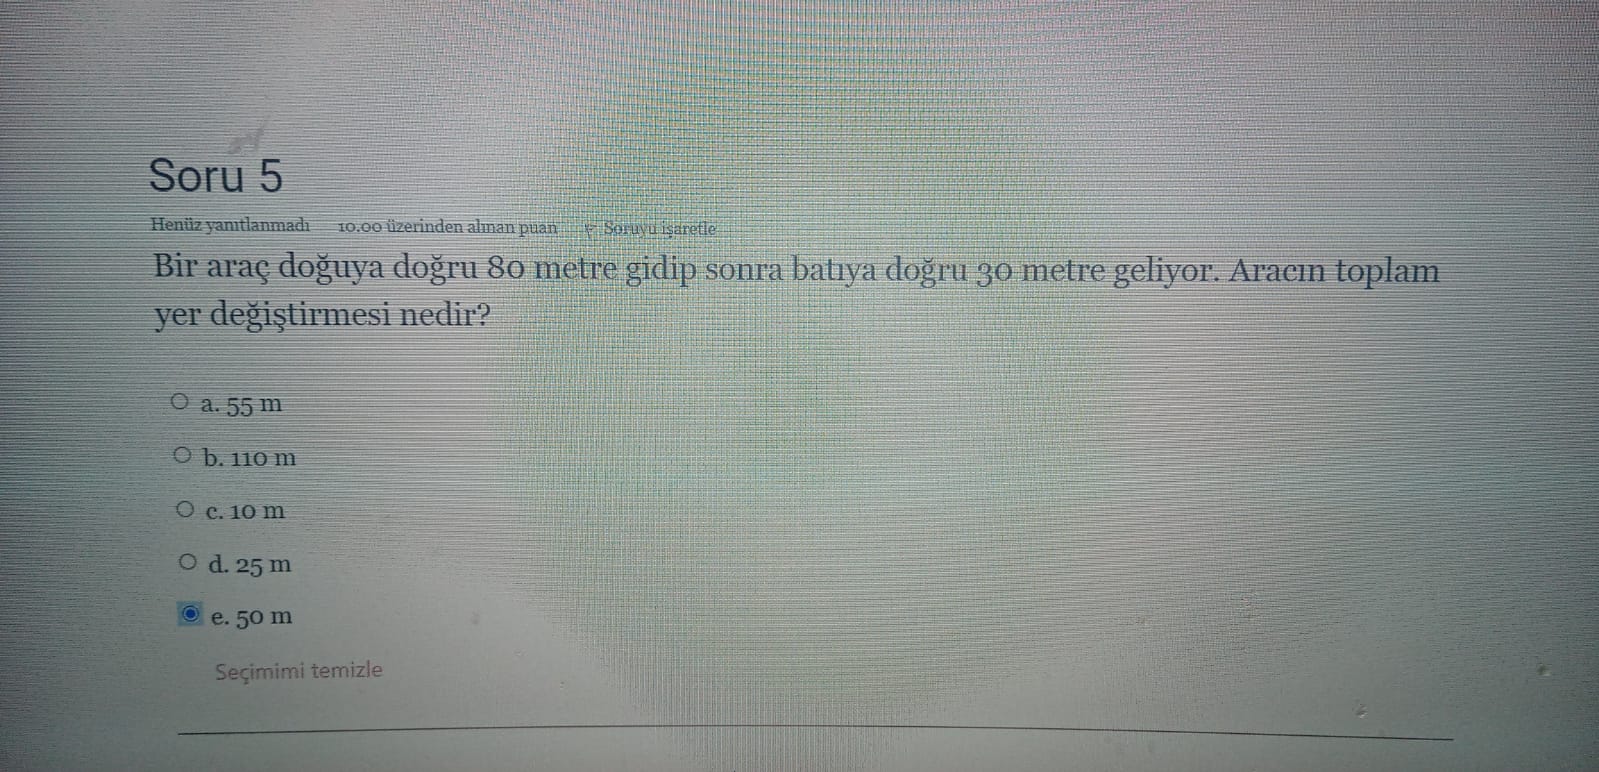 Soru 5
Henüz yanıtlanmadı 10.00 üzerinden alınan puan Soruyu işaretle
Bir araç doğuya doğru 80 metre gidip sonra batıya doğru 30 metre geliyor. Aracın toplam
yer değiştirmesi nedir?
a. 55 m
b. 110 m
c. 10 m
d. 25 m
e. 50 m
Seçimimi temizle